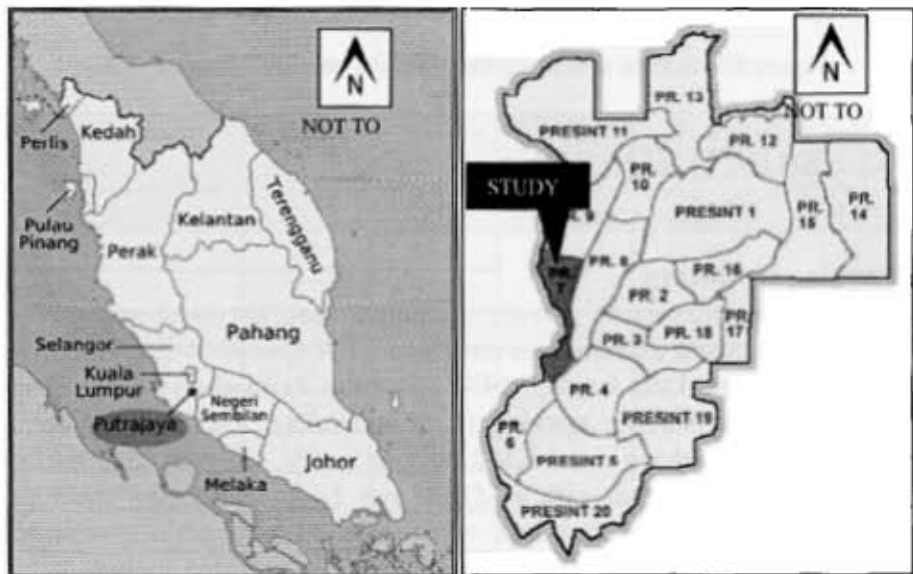 N
NOT TO
Perlis
Kedah
Pulau
Pinang
Perak
Kelantan
Terengganu
Pahang
Selangor
Kuala
Lumpur
Putrajaya
Negeri
Sembilan
Melaka
Johor
N
NOT TO
PR. 13
PRESINT 11
PR. 12
PR.
10
STUDY
PRESINT 1
PR.
15
PR.
14
R. 9
PR. 8
PR.
7
PR. 16
PR. 2
PR.
17
PR. 18
PR. 3
PR. 4
PRESINT 19
PR.
6
PRESINT 5
PRESINT 20